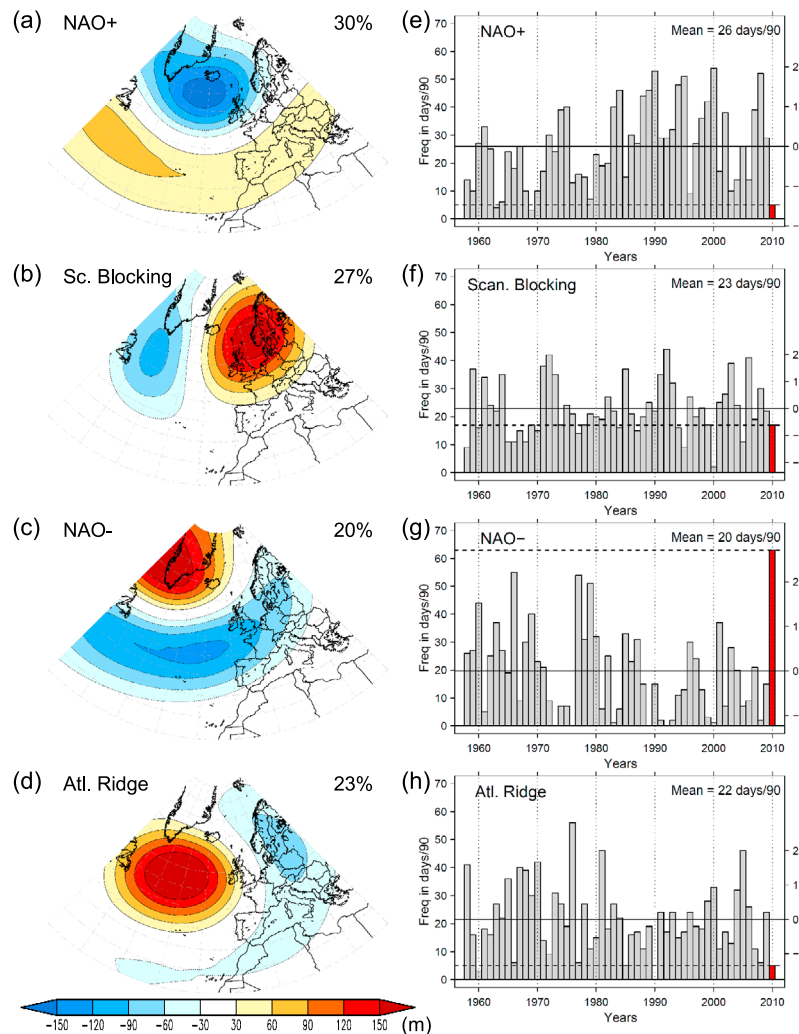 (a) NAO+ 30%
(e) NAO+ Mean = 26 days/90
70
60
50
40
30
20
10
0
Freq in days/90
2
1
0
−
1960 1970 1980 1990 2000 2010
Years
(b) Sc. Blocking 27%
(f) Scan. Blocking Mean = 23 days/90
70
60
50
40
30
20
10
0
Freq in days/90
2
1
0
−
−
1960 1970 1980 1990 2000 2010
Years
(c) NAO- 20%
(g) NAO− Mean = 20 days/90
70
60
50
40
30
20
10
0
Freq in days/90
2
1
0
−
1960 1970 1980 1990 2000 2010
Years
(d) Atl. Ridge 23%
(h) Atl. Ridge Mean = 22 days/90
70
60
50
40
30
20
10
0
Freq in days/90
2
1
0
−
1960 1970 1980 1990 2000 2010
Years
−150 −120 −90 −60 −30 30 60 90 120 150 (m)